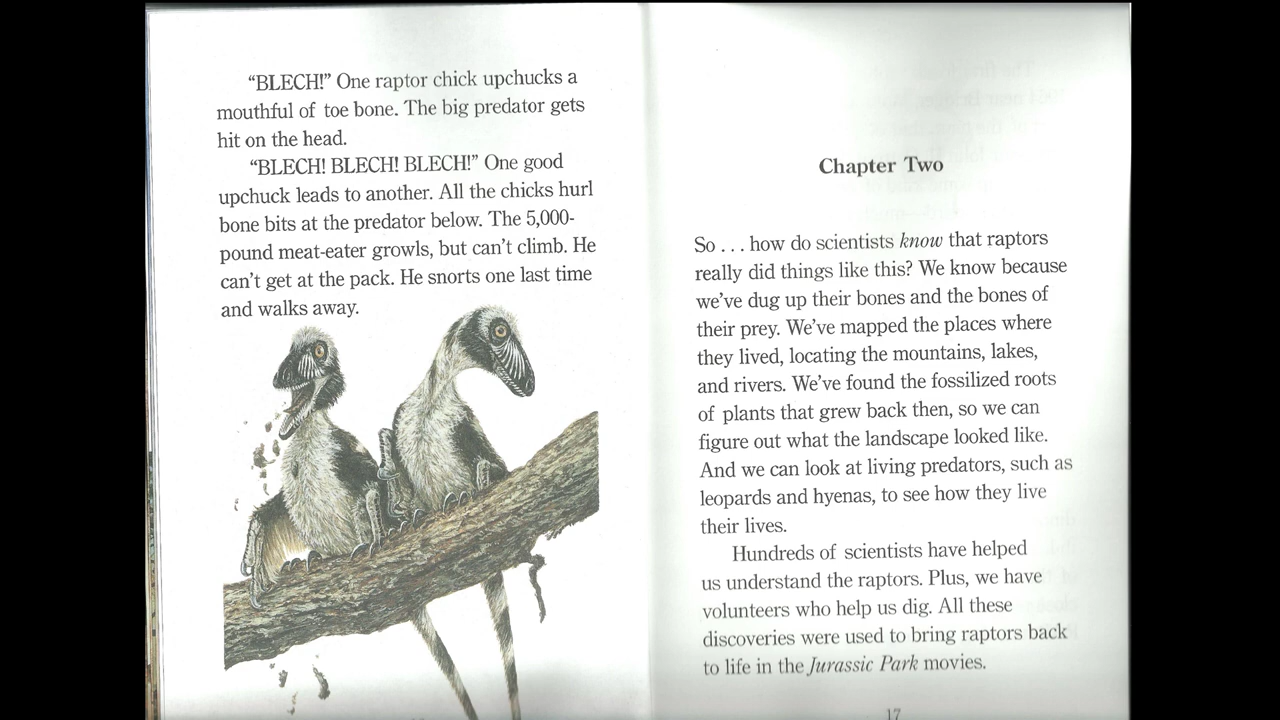 “BLECH!” One raptor chick upchucks a
mouthful of toe bone. The big predator gets
hit on the head.
“BLECH! BLECH! BLECH!” One good
upchuck leads to another. All the chicks hurl
bone bits at the predator below. The 5,000-
pound meat-eater growls, but can’t climb. He
can’t get at the pack. He snorts one last time
and walks away.
Chapter Two
So . . . how do scientists know that raptors
really did things like this? We know because
we’ve dug up their bones and the bones of
their prey. We’ve mapped the places where
they lived, locating the mountains, lakes,
and rivers. We’ve found the fossilized roots
of plants that grew back then, so we can
figure out what the landscape looked like.
And we can look at living predators, such as
leopards and hyenas, to see how they live
their lives.
Hundreds of scientists have helped
us understand the raptors. Plus, we have
volunteers who help us dig. All these
discoveries were used to bring raptors back
to life in the Jurassic Park movies.
17